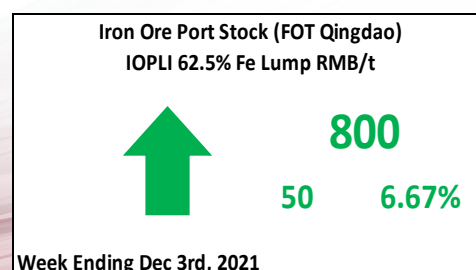 Iron Ore Port Stock (FOT Qingdao)
IOPLI 62.5% Fe Lump RMB/t
800
50 6.67%
Week Ending Dec 3rd, 2021